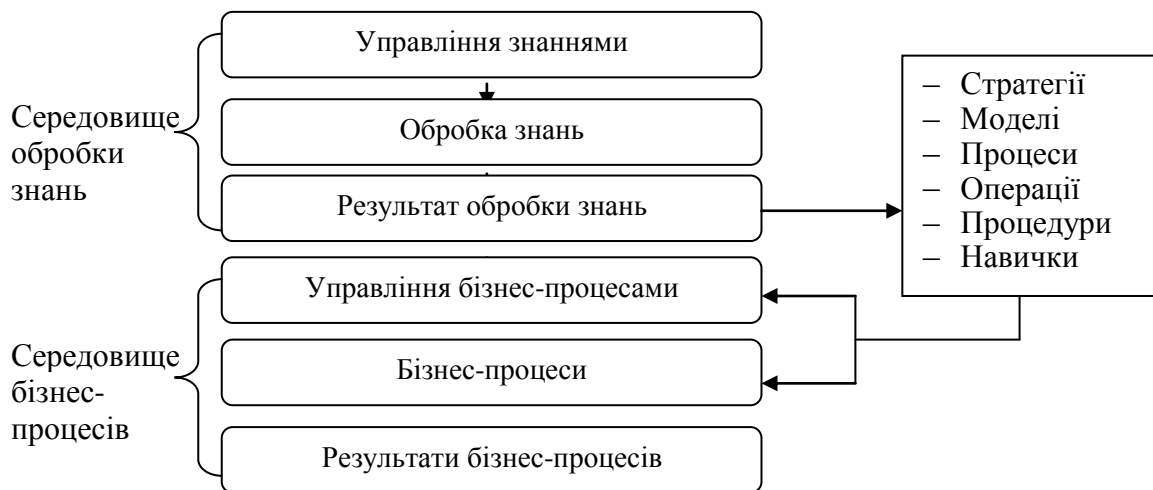 Середовище
обробки
знань
Управління знаннями
Обробка знань
Результат обробки знань
– Стратегії
– Моделі
– Процеси
– Операції
– Процедури
– Навички
Середовище
бізнес-
процесів
Управління бізнес-процесами
Бізнес-процеси
Результати бізнес-процесів